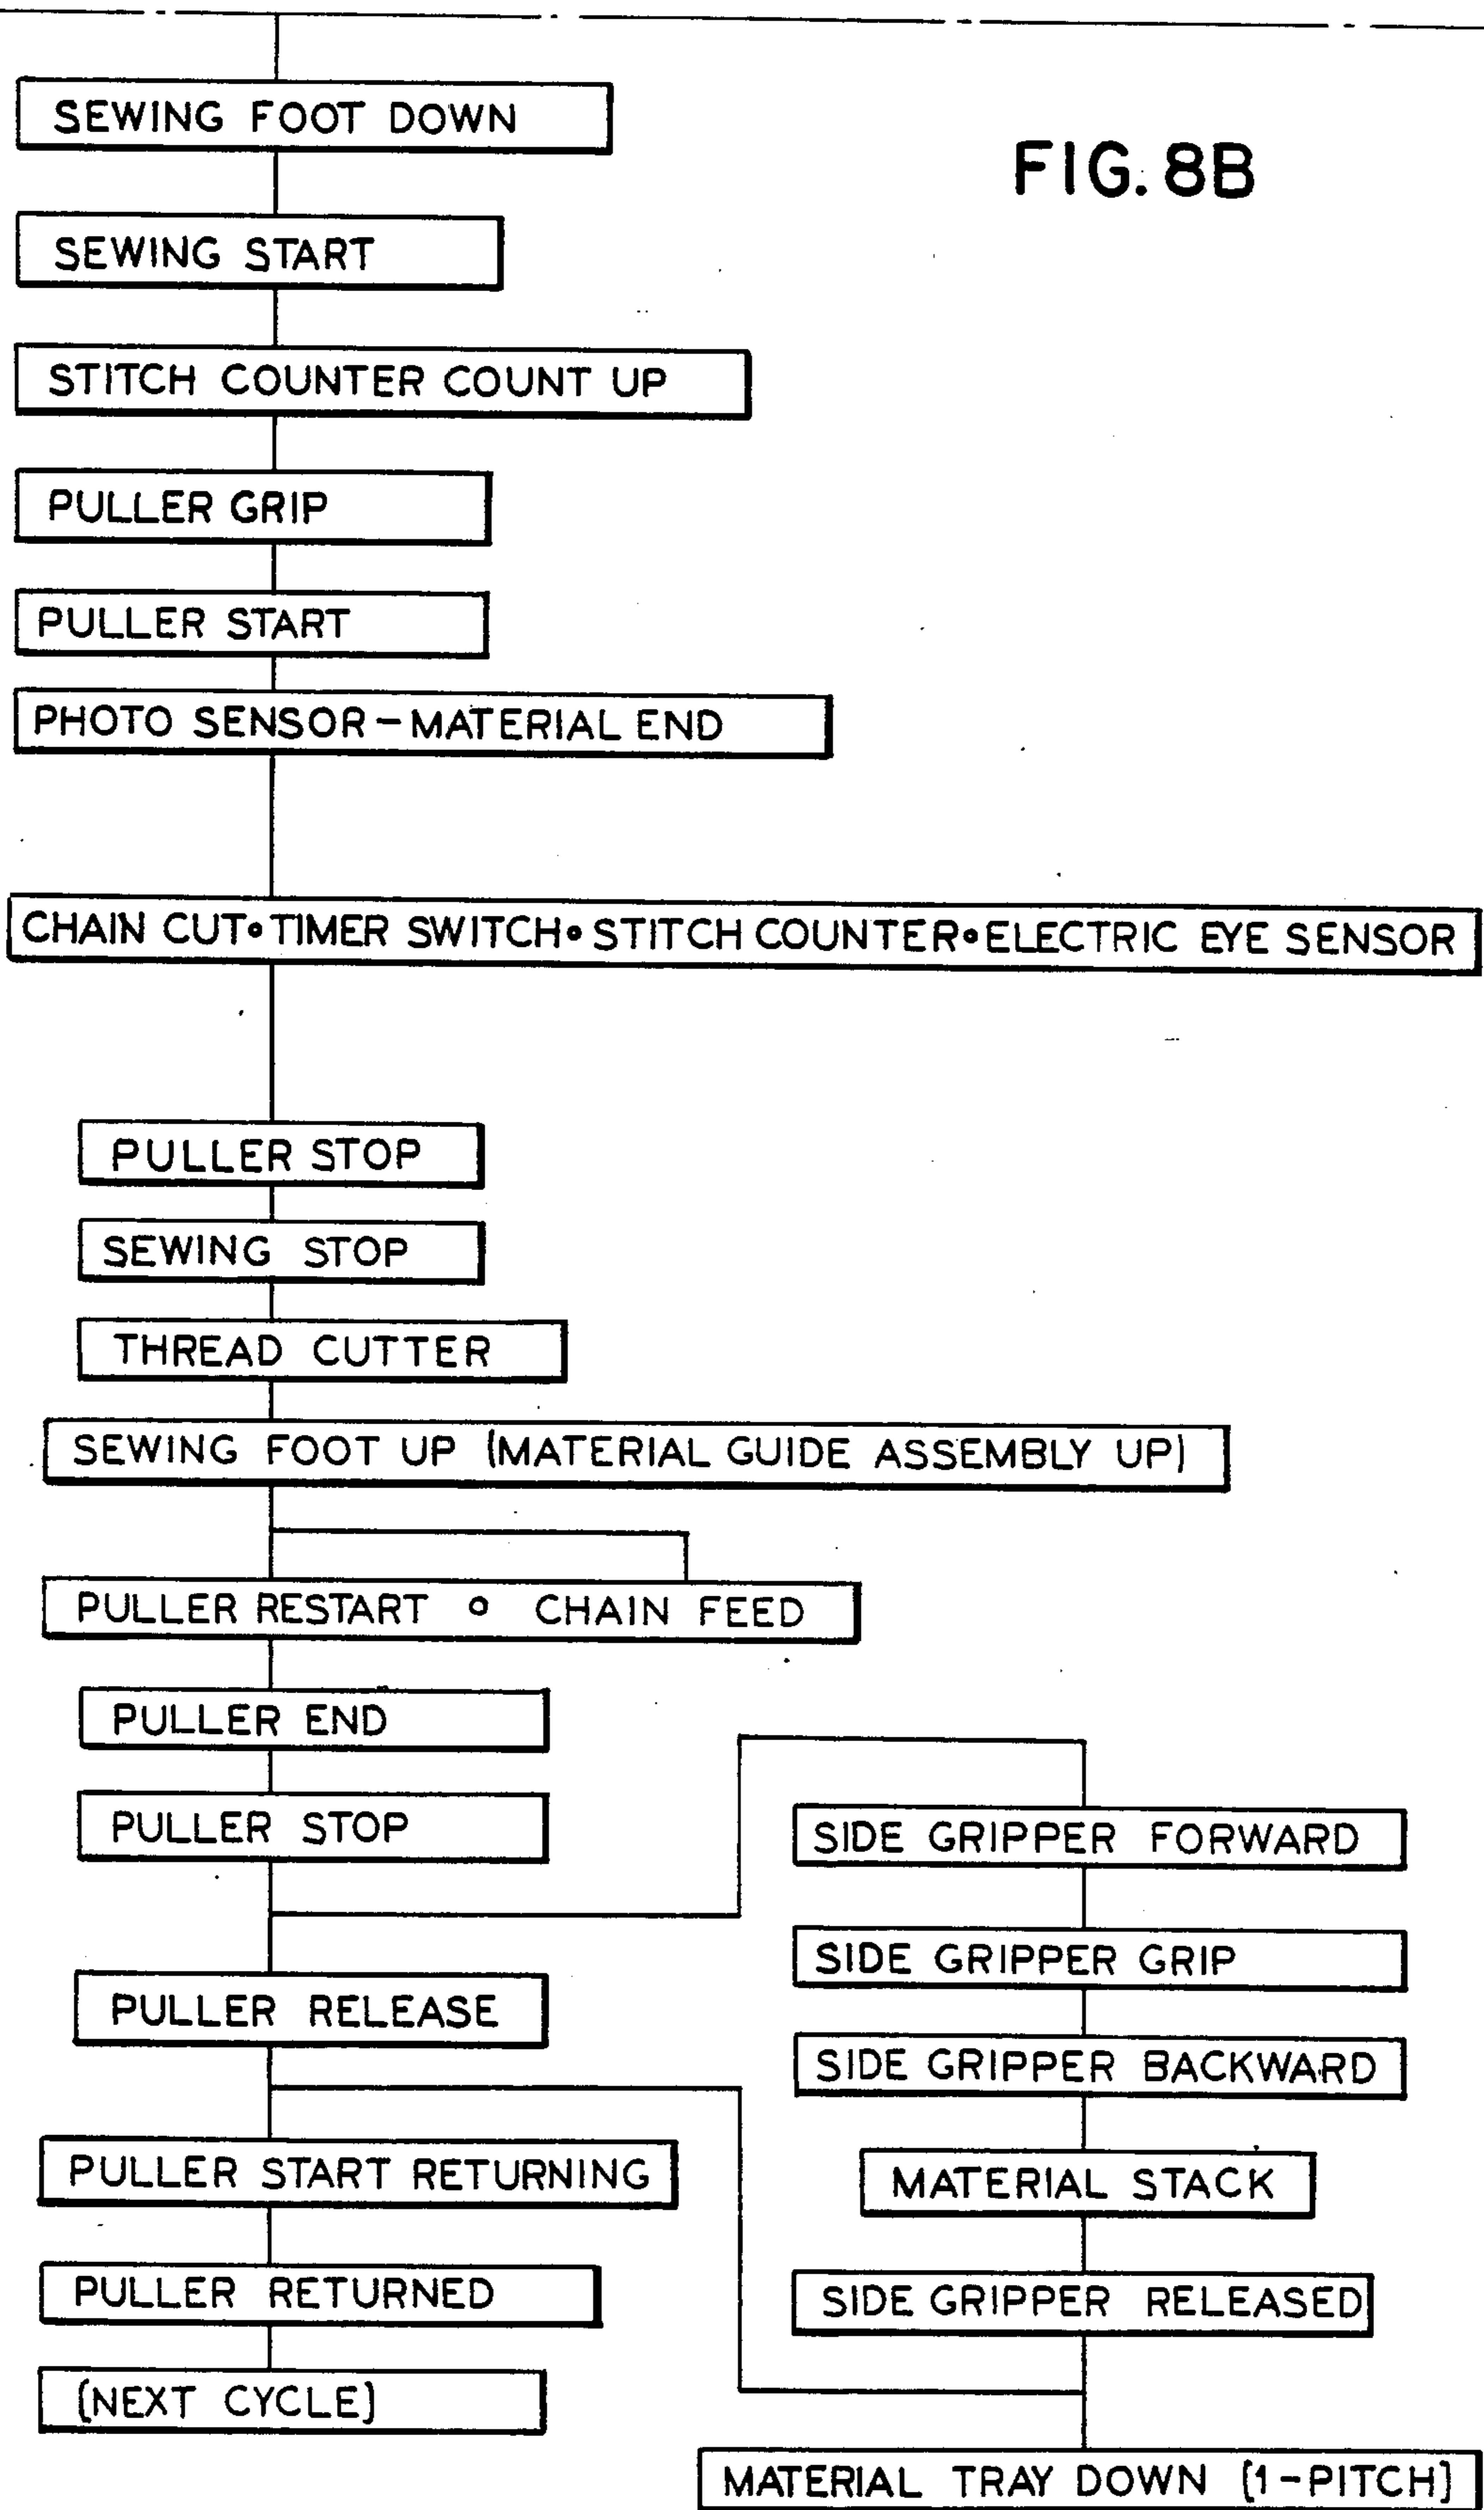 FIG. 8B
SEWING FOOT DOWN
SEWING START
STITCH COUNTER COUNT UP
PULLER GRIP
PULLER START
PHOTO SENSOR-MATERIAL END
CHAIN CUT•TIMER SWITCH•STITCH COUNTER•ELECTRIC EYE SENSOR
PULLER STOP
SEWING STOP
THREAD CUTTER
SEWING FOOT UP (MATERIAL GUIDE ASSEMBLY UP)
PULLER RESTART ∘ CHAIN FEED
PULLER END
PULLER STOP
PULLER RELEASE
PULLER START RETURNING
PULLER RETURNED
(NEXT CYCLE)
SIDE GRIPPER FORWARD
SIDE GRIPPER GRIP
SIDE GRIPPER BACKWARD
MATERIAL STACK
SIDE GRIPPER RELEASED
MATERIAL TRAY DOWN (1-PITCH)